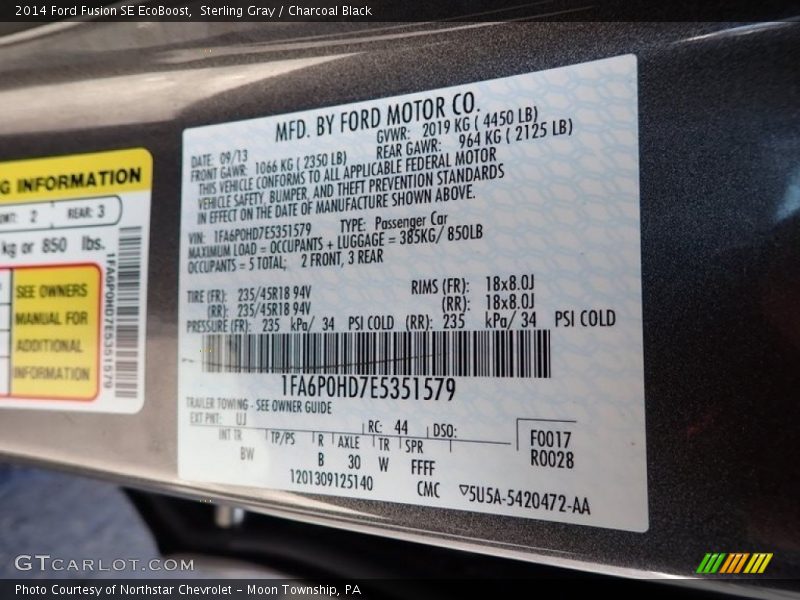 2014 Ford Fusion SE EcoBoost, Sterling Gray / Charcoal Black
G INFORMATION
2 REAR: 3
kg or 850 lbs.
SEE OWNERS
MANUAL FOR
ADDITIONAL
INFORMATION
1FA6P0HD7E5351579
MFD. BY FORD MOTOR CO.
DATE: 09/13 GVWR: 2019 KG ( 4450 LB)
FRONT GAWR: 1066 KG ( 2350 LB) REAR GAWR: 964 KG ( 2125 LB)
THIS VEHICLE CONFORMS TO ALL APPLICABLE FEDERAL MOTOR
VEHICLE SAFETY, BUMPER, AND THEFT PREVENTION STANDARDS
IN EFFECT ON THE DATE OF MANUFACTURE SHOWN ABOVE.
VIN: 1FA6P0HD7E5351579 TYPE: Passenger Car
MAXIMUM LOAD = OCCUPANTS + LUGGAGE = 385KG/ 850LB
OCCUPANTS = 5 TOTAL; 2 FRONT, 3 REAR
TIRE (FR): 235/45R18 94V RIMS (FR): 18x8.0J
(RR): 235/45R18 94V (RR): 18x8.0J
PRESSURE (FR): 235 kPa/ 34 PSI COLD (RR): 235 kPa/ 34 PSI COLD
1FA6P0HD7E5351579
TRAILER TOWING - SEE OWNER GUIDE
EXT PNT: UJ RC: 44 DSO: F0017
INT TR TP/PS R AXLE TR SPR R0028
BW B 30 W FFFF
1201309125140 CMC ▽5U5A-5420472-AA
GTCARLOT.COM
Photo Courtesy of Northstar Chevrolet – Moon Township, PA